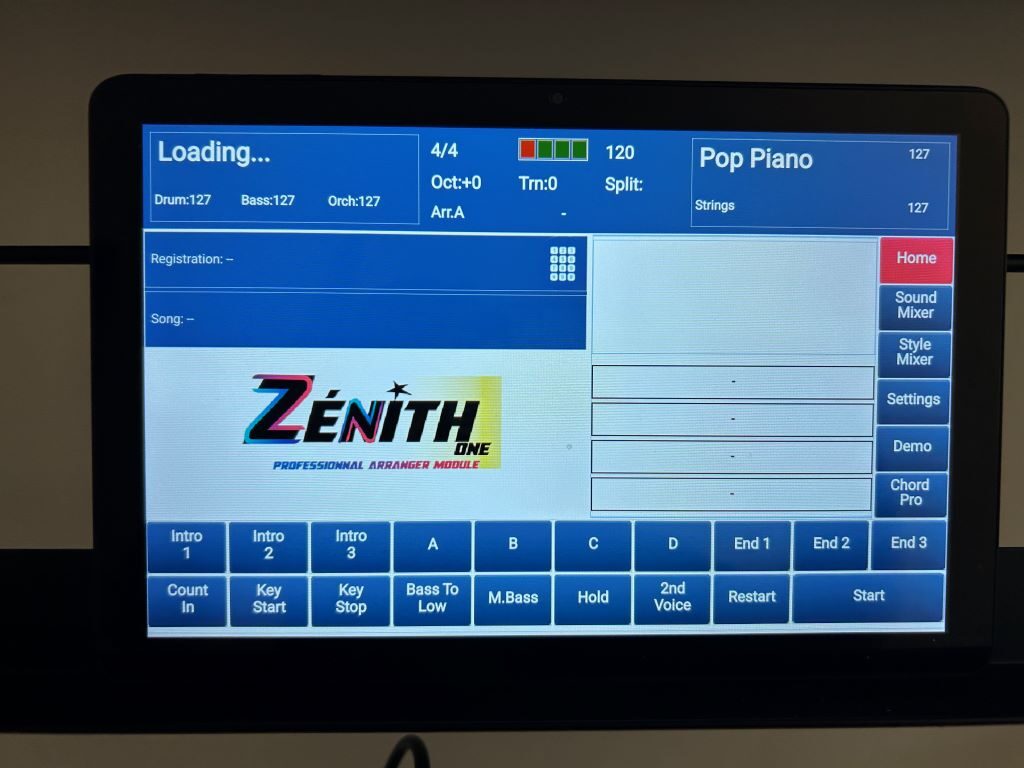 Loading...
Drum:127 Bass:127 Orch:127
4/4 120
Oct:+0 Trn:0 Split:
Arr.A -
Pop Piano 127
Strings 127
Registration: --
Song: --
ZÉNITH
ONE
PROFESSIONNAL ARRANGER MODULE
-
-
-
-
Home
Sound
Mixer
Style
Mixer
Settings
Demo
Chord
Pro
Intro
1
Intro
2
Intro
3
A
B
C
D
End 1
End 2
End 3
Count
In
Key
Start
Key
Stop
Bass To
Low
M.Bass
Hold
2nd
Voice
Restart
Start